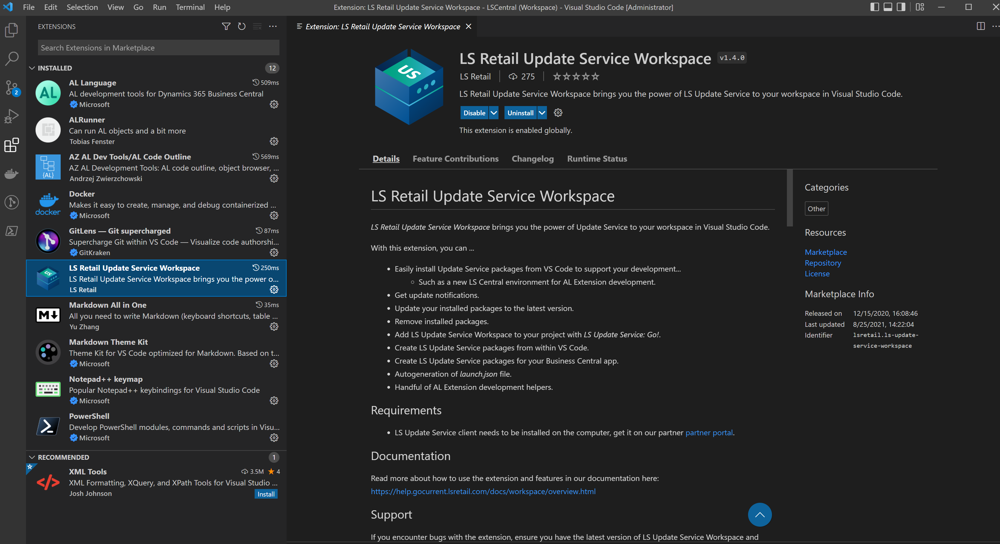 File Edit Selection View Go Run Terminal Help
Extension: LS Retail Update Service Workspace - LSCentral (Workspace) - Visual Studio Code [Administrator]
EXTENSIONS
Search Extensions in Marketplace
INSTALLED 12
AL
AL Language 509ms
AL development tools for Dynamics 365 Business Central
Microsoft
ALRunner
Can run AL objects and a bit more
Tobias Fenster
{AL}
AZ AL Dev Tools/AL Code Outline 569ms
AZ AL Development Tools: AL code outline, object browser, ...
Andrzej Zwierzchowski
docker
Docker
Makes it easy to create, manage, and debug containerized ...
Microsoft
GitLens — Git supercharged 87ms
Supercharge Git within VS Code — Visualize code authorshi...
GitKraken
US
LS Retail Update Service Workspace 250ms
LS Retail Update Service Workspace brings you the power o...
LS Retail
M
Markdown All in One 35ms
All you need to write Markdown (keyboard shortcuts, table ...
Yu Zhang
Markdown Theme Kit
Theme Kit for VS Code optimized for Markdown. Based on t...
Microsoft
Notepad++ keymap
Popular Notepad++ keybindings for Visual Studio Code
Microsoft
PowerShell
Develop PowerShell modules, commands and scripts in Visu...
Microsoft
RECOMMENDED 1
</>
XML Tools 3.5M 4
XML Formatting, XQuery, and XPath Tools for Visual Studio ...
Josh Johnson Install
2
Extension: LS Retail Update Service Workspace
US
LS Retail Update Service Workspace v1.4.0
LS Retail 275
LS Retail Update Service Workspace brings you the power of LS Update Service to your workspace in Visual Studio Code.
Disable Uninstall
This extension is enabled globally.
Details Feature Contributions Changelog Runtime Status
LS Retail Update Service Workspace
LS Retail Update Service Workspace brings you the power of Update Service to your workspace in Visual Studio Code.
With this extension, you can ...
• Easily install Update Service packages from VS Code to support your development...
○ Such as a new LS Central environment for AL Extension development.
• Get update notifications.
• Update your installed packages to the latest version.
• Remove installed packages.
• Add LS Update Service Workspace to your project with LS Update Service: Go!.
• Create LS Update Service packages from within VS Code.
• Create LS Update Service packages for your Business Central app.
• Autogeneration of launch.json file.
• Handful of AL Extension development helpers.
Requirements
• LS Update Service client needs to be installed on the computer, get it on our partner partner portal.
Documentation
Read more about how to use the extension and features in our documentation here:
https://help.gocurrent.lsretail.com/docs/workspace/overview.html
Support
If you encounter bugs with the extension, ensure you have the latest version of LS Update Service Workspace and
Categories
Other
Resources
Marketplace
Repository
License
Marketplace Info
Released on 12/15/2020, 16:08:46
Last updated 8/25/2021, 14:22:04
Identifier lsretail.ls-update-
service-workspace